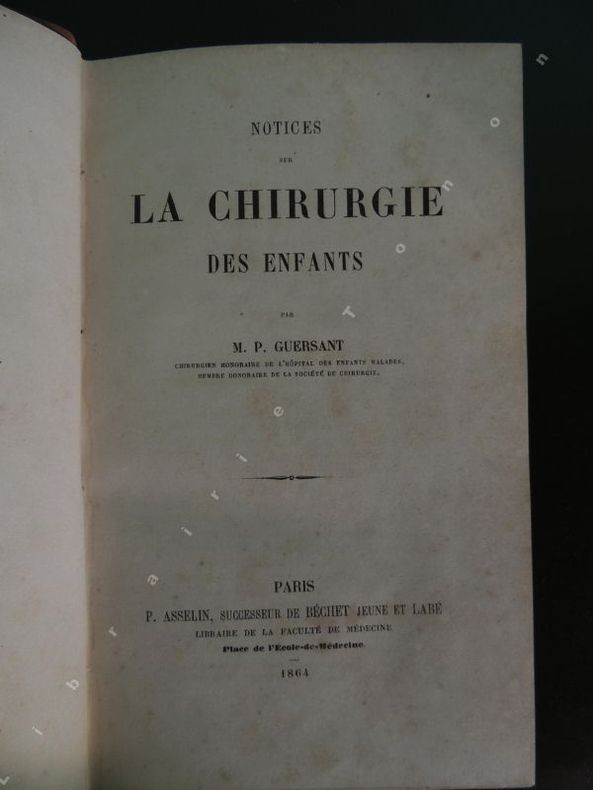 NOTICES
SUR
LA CHIRURGIE
DES ENFANTS
PAR
M. P. GUERSANT
CHIRURGIEN HONORAIRE DE L'HÔPITAL DES ENFANTS MALADES,
MEMBRE HONORAIRE DE LA SOCIÉTÉ DE CHIRURGIE.
PARIS
P. ASSELIN, SUCCESSEUR DE BÉCHET JEUNE ET LABÉ
LIBRAIRE DE LA FACULTÉ DE MÉDECINE
Place de l'École-de-Médecine
1864
Librairie Tonnon